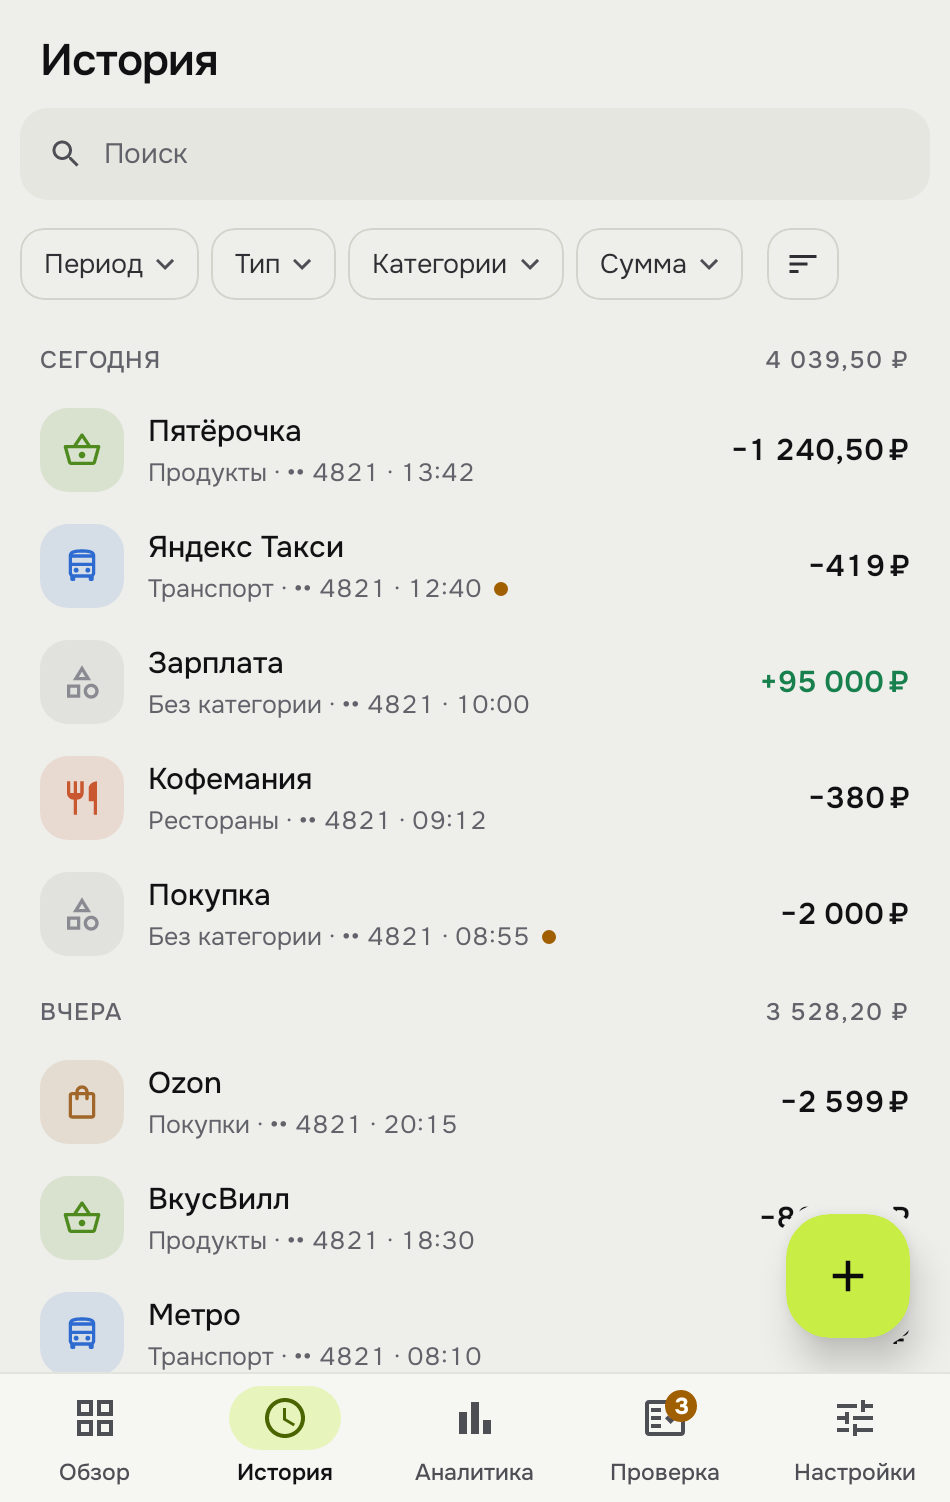 История
Поиск
Период Тип Категории Сумма
СЕГОДНЯ 4 039,50 ₽
Пятёрочка
−1 240,50 ₽
Продукты · •• 4821 · 13:42
Яндекс Такси
−419 ₽
Транспорт · •• 4821 · 12:40
Зарплата
+95 000 ₽
Без категории · •• 4821 · 10:00
Кофемания
−380 ₽
Рестораны · •• 4821 · 09:12
Покупка
−2 000 ₽
Без категории · •• 4821 · 08:55
ВЧЕРА 3 528,20 ₽
Ozon
−2 599 ₽
Покупки · •• 4821 · 20:15
ВкусВилл
Продукты · •• 4821 · 18:30
Метро
Транспорт · •• 4821 · 08:10
3
Обзор История Аналитика Проверка Настройки